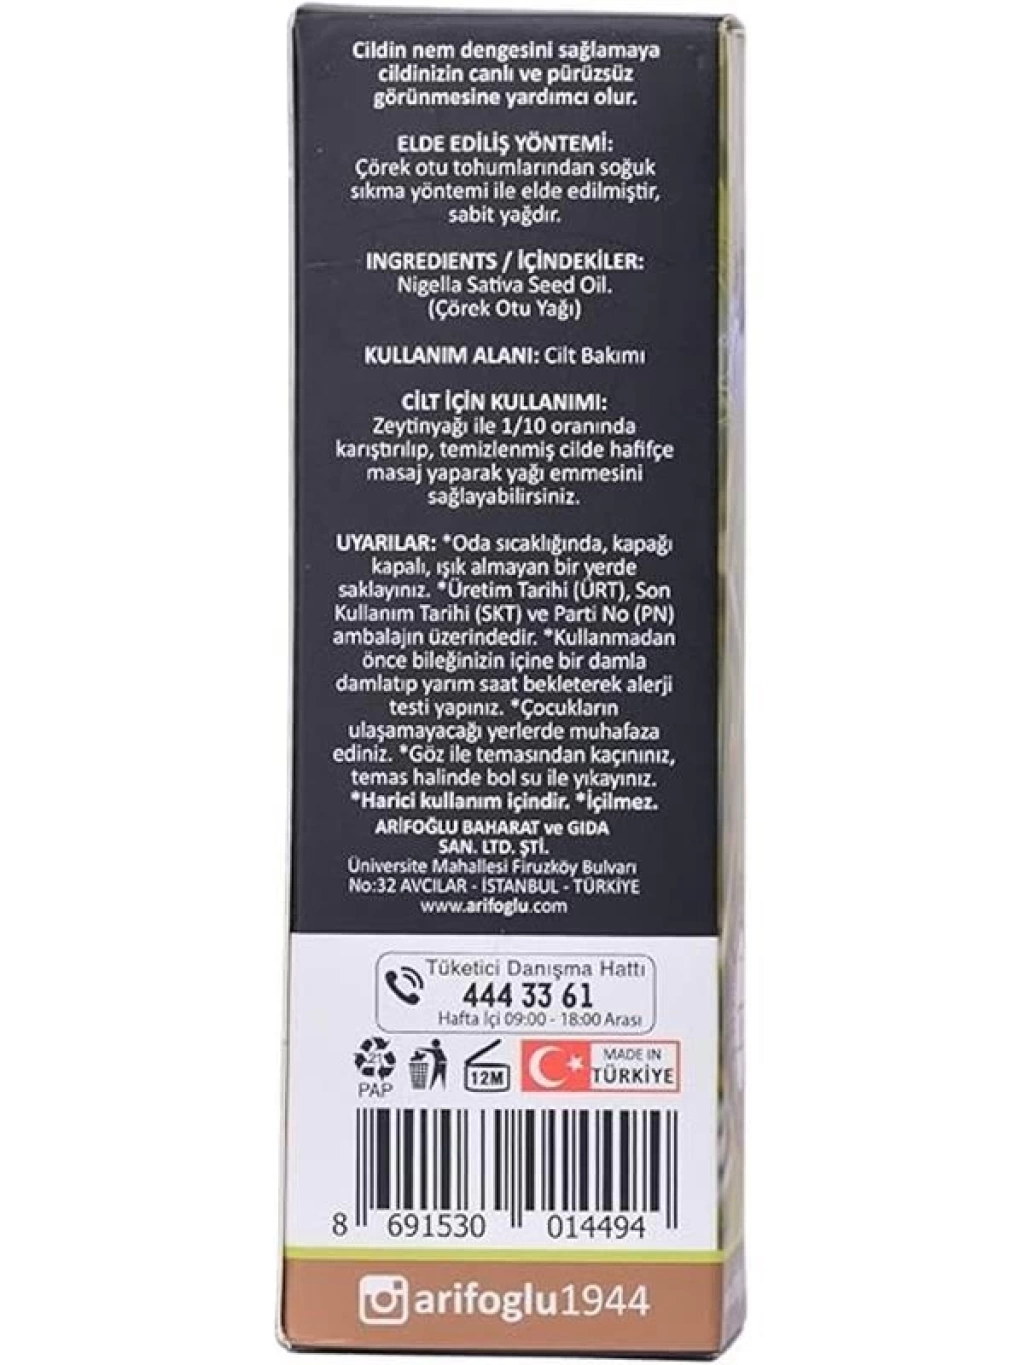 Cildin nem dengesini sağlamaya
cildinizin canlı ve pürüzsüz
görünmesine yardımcı olur.
ELDE EDİLİŞ YÖNTEMİ:
Çörek otu tohumlarından soğuk
sıkma yöntemi ile elde edilmiştir,
sabit yağdır.
INGREDIENTS / İÇİNDEKİLER:
Nigella Sativa Seed Oil.
(Çörek Otu Yağı)
KULLANIM ALANI: Cilt Bakımı
CİLT İÇİN KULLANIMI:
Zeytinyağı ile 1/10 oranında
karıştırılıp, temizlenmiş cilde hafifçe
masaj yaparak yağı emmesini
sağlayabilirsiniz.
UYARILAR: *Oda sıcaklığında, kapağı
kapalı, ışık almayan bir yerde
saklayınız. *Üretim Tarihi (ÜRT), Son
Kullanım Tarihi (SKT) ve Parti No (PN)
ambalajın üzerindedir. *Kullanmadan
önce bileğinizin içine bir damla
damlatıp yarım saat bekleterek alerji
testi yapınız. *Çocukların
ulaşamayacağı yerlerde muhafaza
ediniz. *Göz ile temasından kaçınınız,
temas halinde bol su ile yıkayınız.
*Harici kullanım içindir. *İçilmez.
ARİFOĞLU BAHARAT ve GIDA
SAN. LTD. ŞTİ.
Üniversite Mahallesi Firuzköy Bulvarı
No:32 AVCILAR - İSTANBUL - TÜRKİYE
www.arifoglu.com
Tüketici Danışma Hattı
444 33 61
Hafta İçi 09:00 - 18:00 Arası
21
PAP
12M
MADE IN
TÜRKİYE
8 691530 014494
arifoglu1944